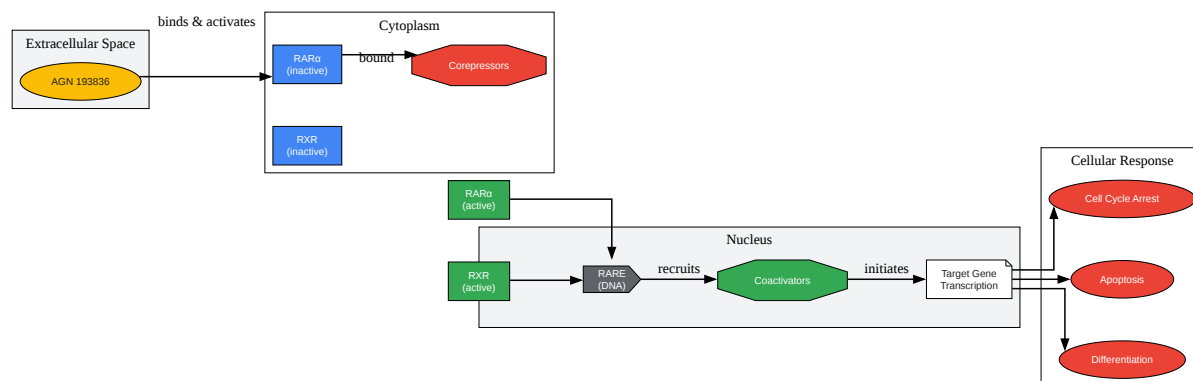 binds & activates
Extracellular Space
AGN 193836
Cytoplasm
RARα
(inactive)
bound
Corepressors
RXR
(inactive)
RARα
(active)
Nucleus
RXR
(active)
RARE
(DNA)
recruits
Coactivators
initiates
Target Gene
Transcription
Cellular Response
Cell Cycle Arrest
Apoptosis
Differentiation